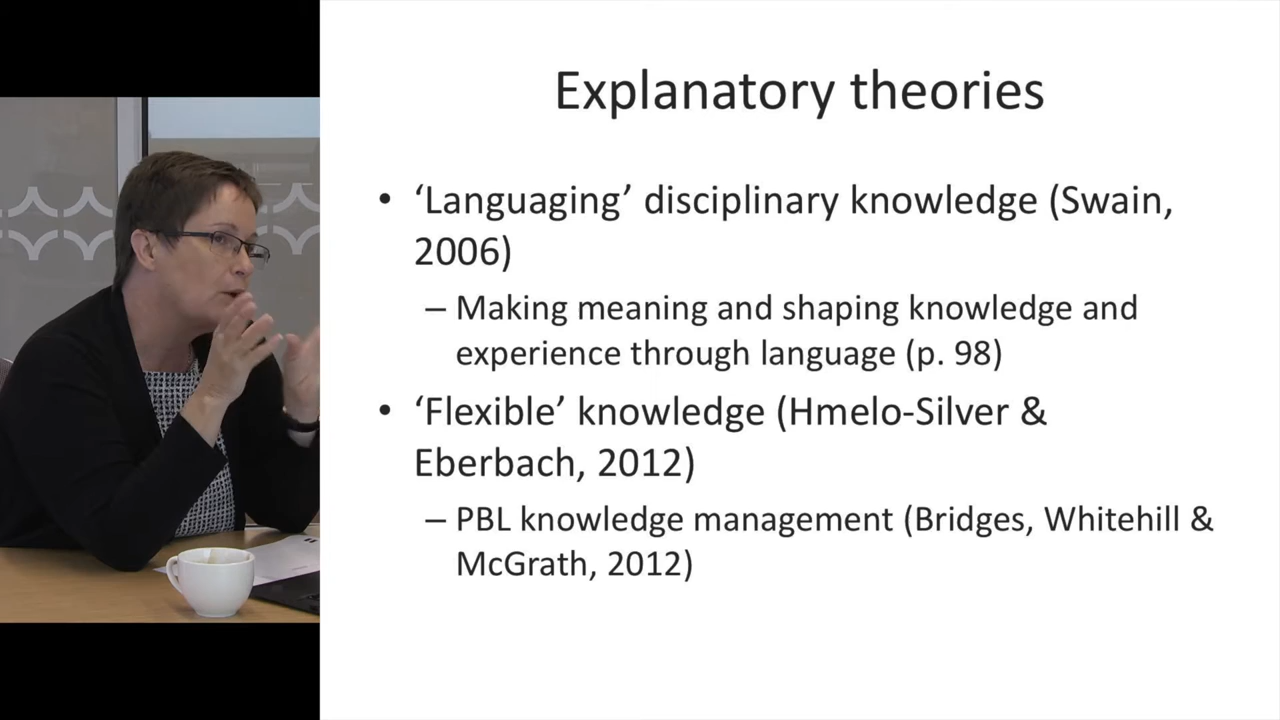 Explanatory theories
• ‘Languaging’ disciplinary knowledge (Swain,
2006)
– Making meaning and shaping knowledge and
experience through language (p. 98)
• ‘Flexible’ knowledge (Hmelo-Silver &
Eberbach, 2012)
– PBL knowledge management (Bridges, Whitehill &
McGrath, 2012)